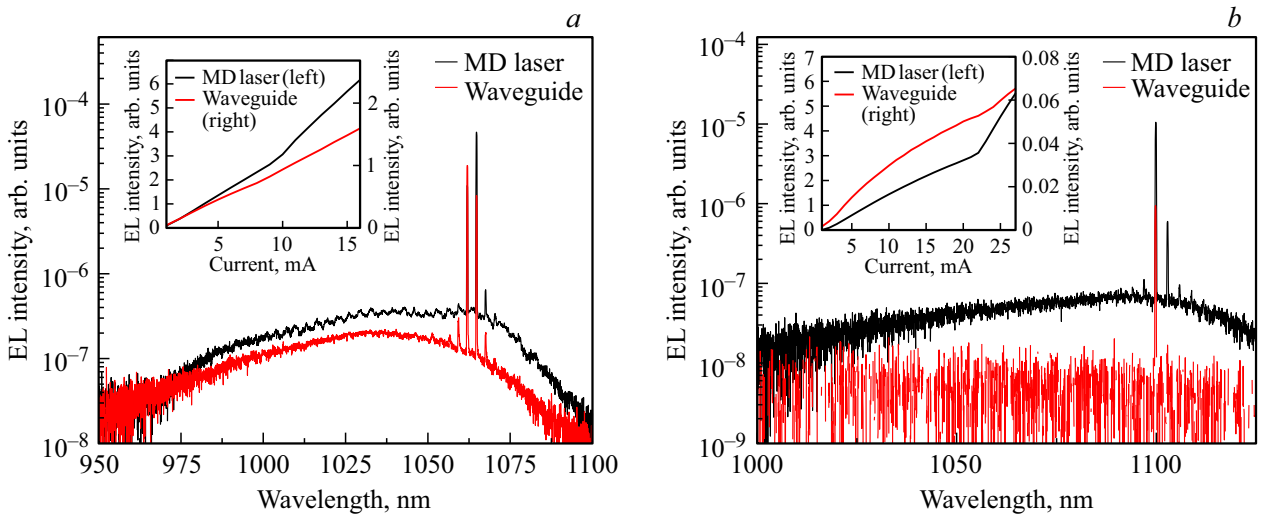 a
EL intensity, arb. units
10⁻⁴
10⁻⁵
10⁻⁶
10⁻⁷
10⁻⁸
MD laser
Waveguide
EL intensity, arb. units
6
5
4
3
2
1
0
MD laser (left)
Waveguide
(right)
2
1
0
EL intensity, arb. units
5
10
15
Current, mA
950
975
1000
1025
1050
1075
1100
Wavelength, nm
b
EL intensity, arb. units
10⁻⁴
10⁻⁵
10⁻⁶
10⁻⁷
10⁻⁸
10⁻⁹
MD laser
Waveguide
EL intensity, arb. units
7
6
5
4
3
2
1
0
MD laser (left)
Waveguide
(right)
0.08
0.06
0.04
0.02
0
EL intensity, arb. units
5
10
15
20
25
Current, mA
1000
1050
1100
Wavelength, nm